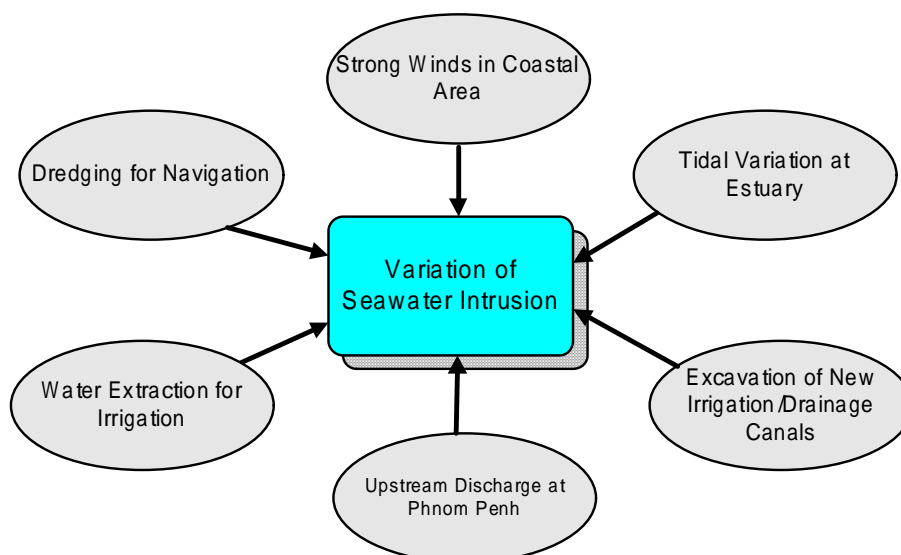 Strong Winds in Coastal
Area
Dredging for Navigation
Tidal Variation at
Estuary
Variation of
Seawater Intrusion
Water Extraction for
Irrigation
Excavation of New
Irrigation/Drainage
Canals
Upstream Discharge at
Phnom Penh